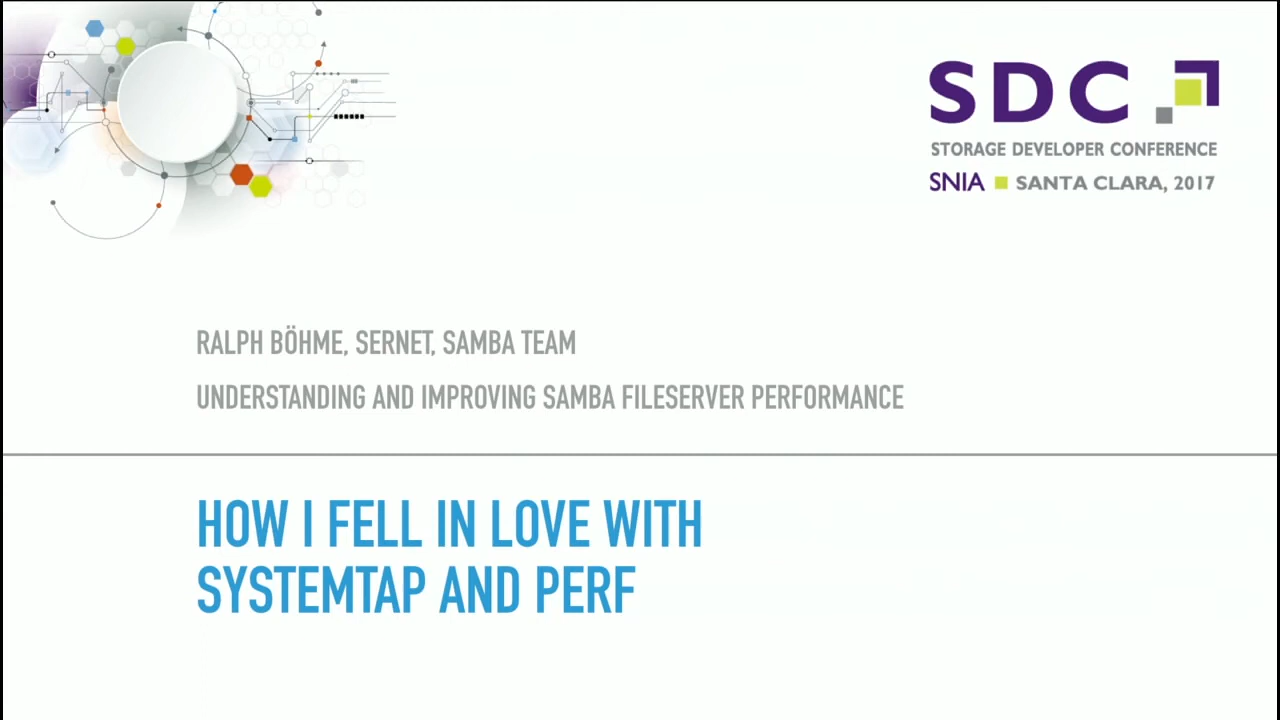 SDC
STORAGE DEVELOPER CONFERENCE
SNIA SANTA CLARA, 2017
RALPH BÖHME, SERNET, SAMBA TEAM
UNDERSTANDING AND IMPROVING SAMBA FILESERVER PERFORMANCE
HOW I FELL IN LOVE WITH
SYSTEMTAP AND PERF